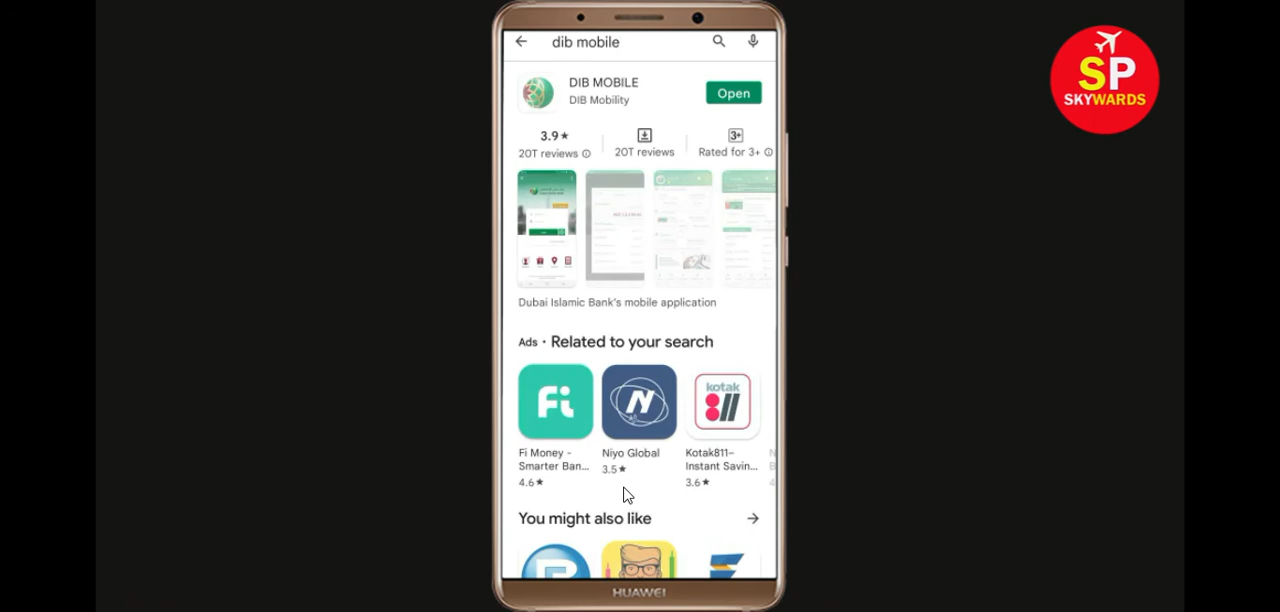 dib mobile
SP
SKYWARDS
DIB MOBILE
DIB Mobility
Open
3.9★
20T reviews
20T reviews
3+
Rated for 3+
Dubai Islamic Bank's mobile application
Ads · Related to your search
Fi
N
kotak
811
Fi Money -
Smarter Ban...
4.6★
Niyo Global
3.5★
Kotak811–
Instant Savin...
3.6★
You might also like
HUAWEI